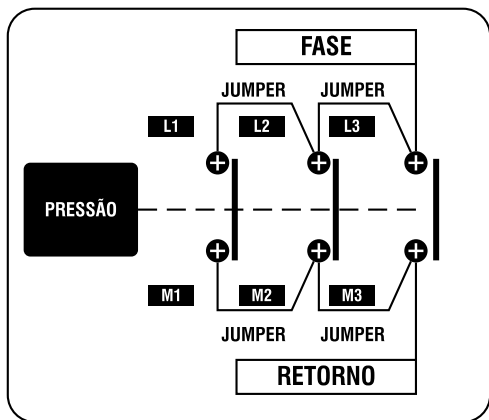 FASE
JUMPER JUMPER
L1 L2 L3
PRESSÃO
M1 M2 M3
JUMPER JUMPER
RETORNO